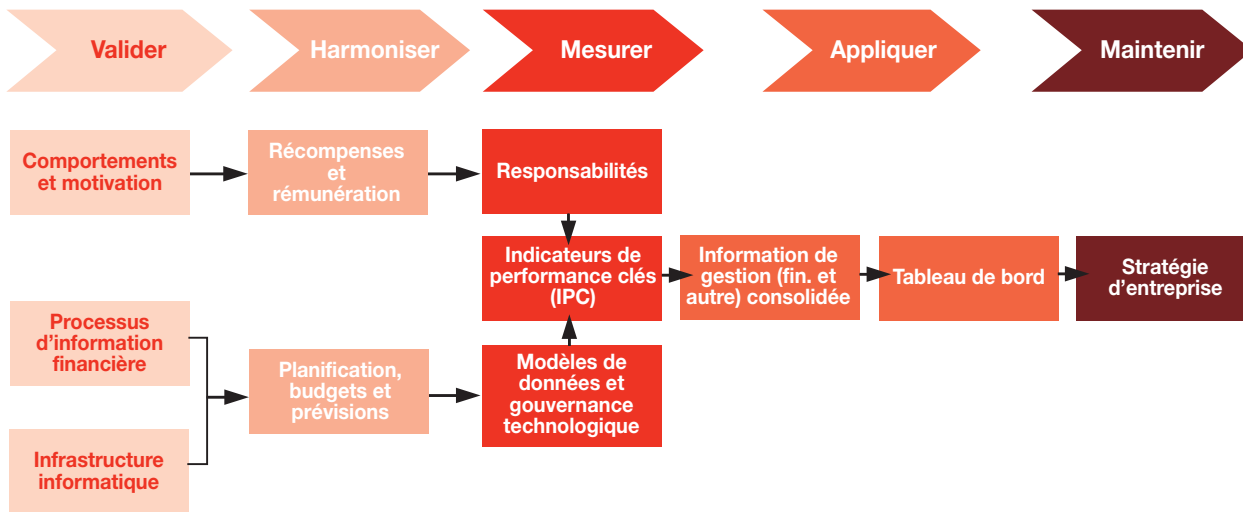 Valider
Harmoniser
Mesurer
Appliquer
Maintenir
Comportements
et motivation
Récompenses
et
rémunération
Responsabilités
Indicateurs de
performance clés
(IPC)
Information de
gestion (fin. et
autre) consolidée
Tableau de bord
Stratégie
d’entreprise
Processus
d’information
financière
Planification,
budgets et
prévisions
Modèles de
données et
gouvernance
technologique
Infrastructure
informatique